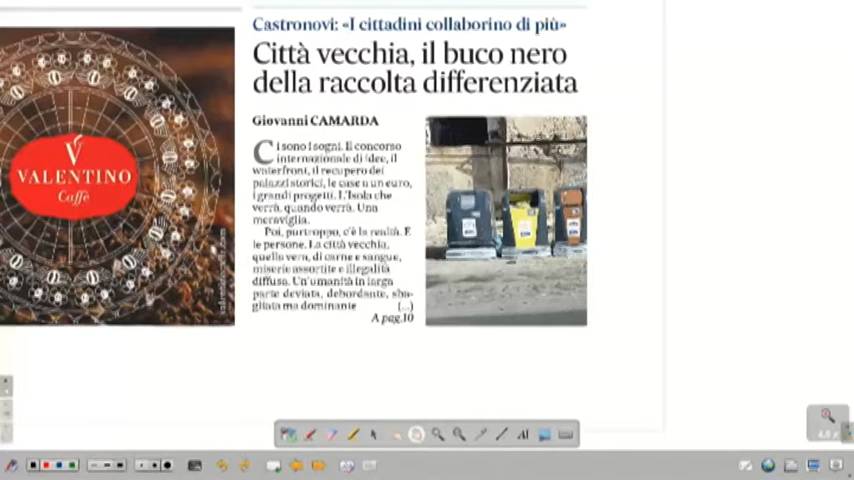 Castronovi: «I cittadini collaborino di più»
Città vecchia, il buco nero
della raccolta differenziata
Giovanni CAMARDA
Ci sono i sogni. Il concorso
internazionale di idee, il
waterfront, il recupero dei
palazzi storici, le case a un euro,
i grandi progetti. L'Isola che
verrà, quando verrà. Una
meraviglia.
Poi, purtroppo, c'è la realtà. E
le persone. La città vecchia,
quella vera, di carne e sangue,
miserie assortite e illegalità
diffusa. Un'umanità in larga
parte deviata, debordante, sba-
gliata ma dominante (...)
A pag.10
VALENTINO
Caffè